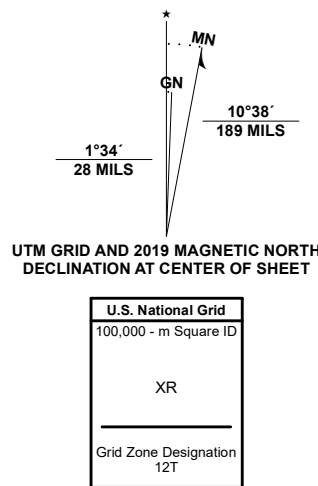 ★
MN
GN
10°38´
189 MILS
1°34´
28 MILS
UTM GRID AND 2019 MAGNETIC NORTH
DECLINATION AT CENTER OF SHEET
U.S. National Grid
100,000 - m Square ID
XR
Grid Zone Designation
12T